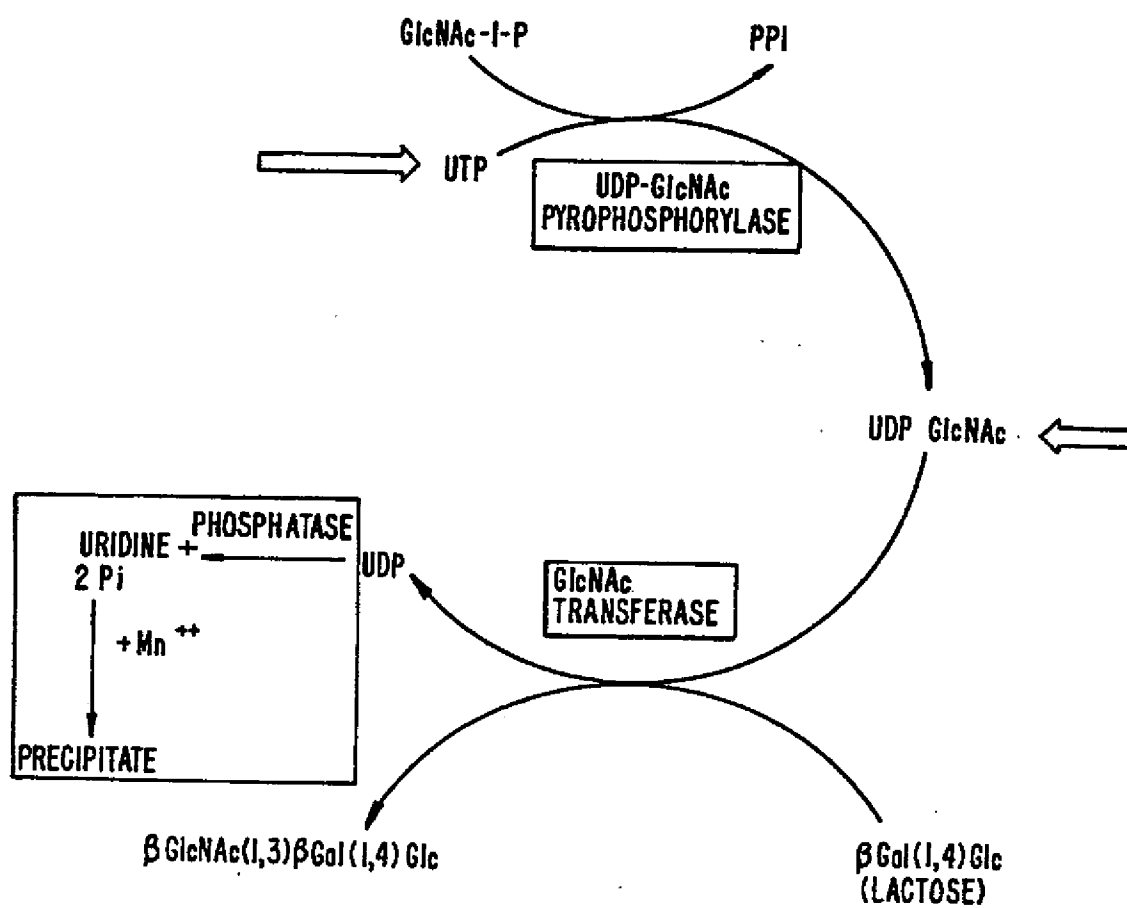 GlcNAc-1-P
PPi
UTP
UDP-GlcNAc
PYROPHOSPHORYLASE
UDP GlcNAc
PHOSPHATASE
URIDINE +
2 Pi
UDP
+ Mn ++
PRECIPITATE
GlcNAc
TRANSFERASE
βGlcNAc(1,3)βGal(1,4)Glc
βGal(1,4)Glc
(LACTOSE)